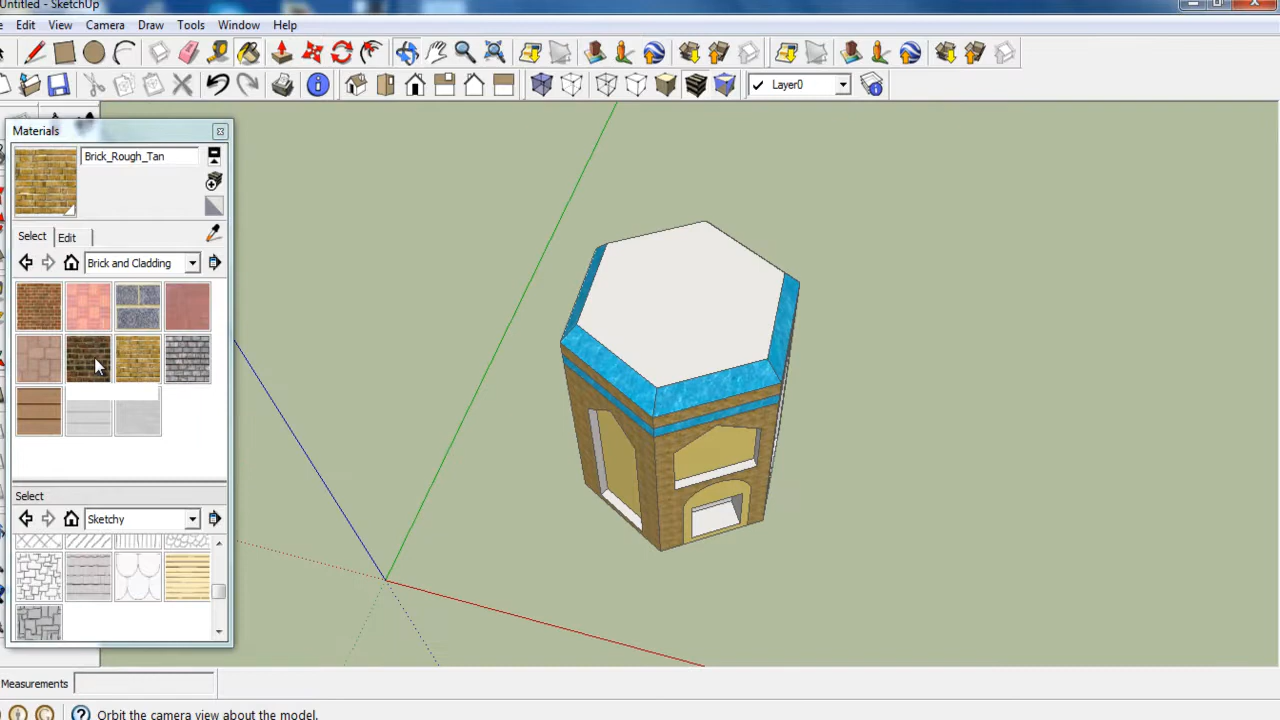 Untitled - SketchUp
Edit View Camera Draw Tools Window Help
Layer0
Materials
Brick_Rough_Tan
Select Edit
Brick and Cladding
Select
Sketchy
Measurements
Orbit the camera view about the model.